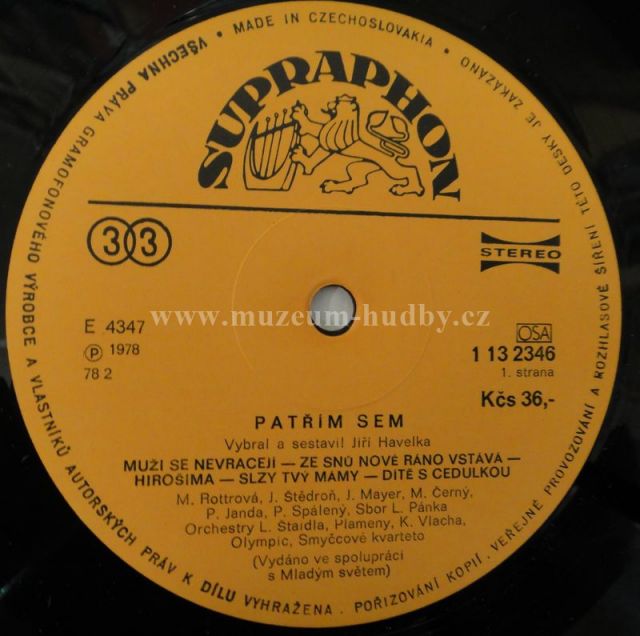 VŠECHNA PRÁVA GRAMOFONOVÉHO VÝROBCE A VLASTNÍKŮ AUTORSKÝCH PRÁV K DÍLU VYHRAŽENA. POŘIZOVÁNÍ KOPIÍ. VEŘEJNÉ PROVOZOVÁNÍ A ROZHLASOVÉ ŠÍŘENÍ TÉTO DESKY JE ZAKÁZÁNO
• MADE IN CZECHOSLOVAKIA •
SUPRAPHON
33
STEREO
www.muzeum-hudby.cz
E 4347
Ⓟ 1978
78 2
OSA
1 13 2346
1. strana
Kčs 36,-
PATŘÍM SEM
Vybral a sestavil Jiří Havelka
MUŽI SE NEVRACEJÍ — ZE SNŮ NOVÉ RÁNO VSTÁVÁ —
HIROŠIMA — SLZY TVÝ MÁMY — DÍTĚ S CEDULKOU
M. Rottrová, J. Štědroň, J. Mayer, M. Černý,
P. Janda, P. Spálený, Sbor L. Pánka
Orchestry L. Štaidla, Plameny, K. Vlacha,
Olympic, Smyčcové kvarteto
(Vydáno ve spolupráci
s Mladým světem)